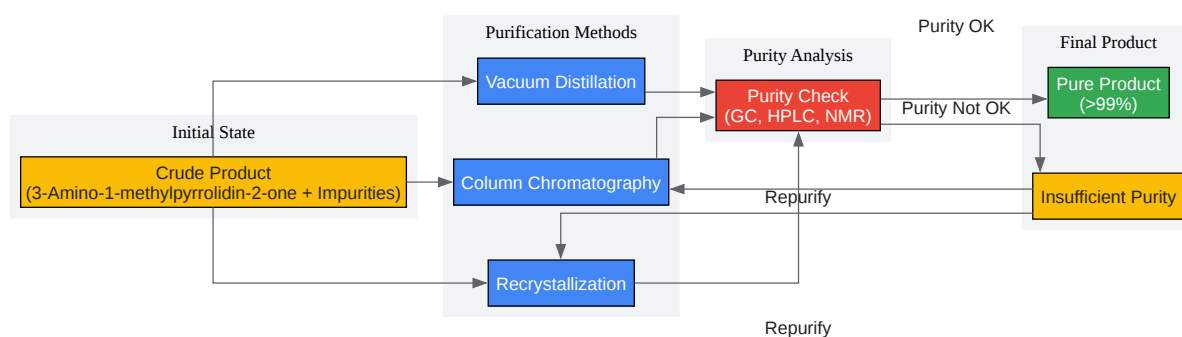 Initial State
Crude Product
(3-Amino-1-methylpyrrolidin-2-one + Impurities)
Purification Methods
Vacuum Distillation
Column Chromatography
Recrystallization
Purity Analysis
Purity Check
(GC, HPLC, NMR)
Purity OK
Purity Not OK
Repurify
Repurify
Final Product
Pure Product
(>99%)
Insufficient Purity